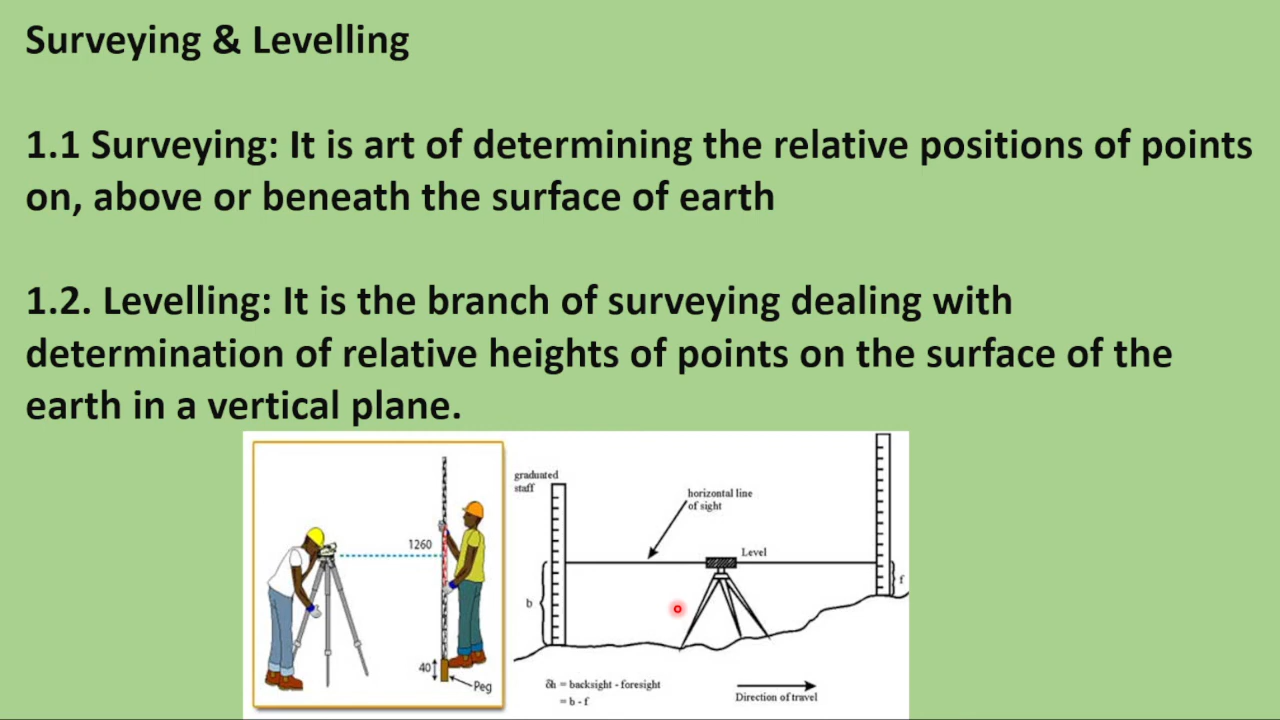 Surveying & Levelling
1.1 Surveying: It is art of determining the relative positions of points
on, above or beneath the surface of earth
1.2. Levelling: It is the branch of surveying dealing with
determination of relative heights of points on the surface of the
earth in a vertical plane.
1260
40
Peg
graduated
staff
horizontal line
of sight
Level
b
f
δh = backsight - foresight
= b - f
Direction of travel